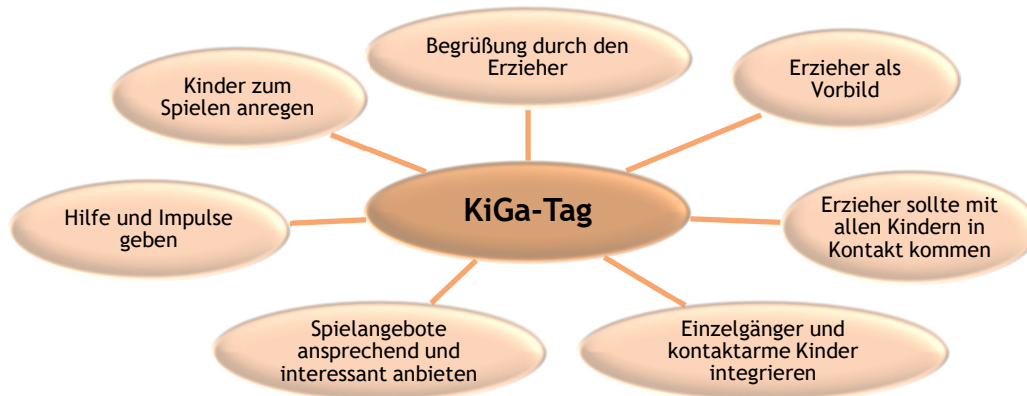 Begrüßung durch den
Erzieher
Kinder zum
Spielen anregen
Erzieher als
Vorbild
KiGa-Tag
Hilfe und Impulse
geben
Erzieher sollte mit
allen Kindern in
Kontakt kommen
Spielangebote
ansprechend und
interessant anbieten
Einzelgänger und
kontaktarme Kinder
integrieren